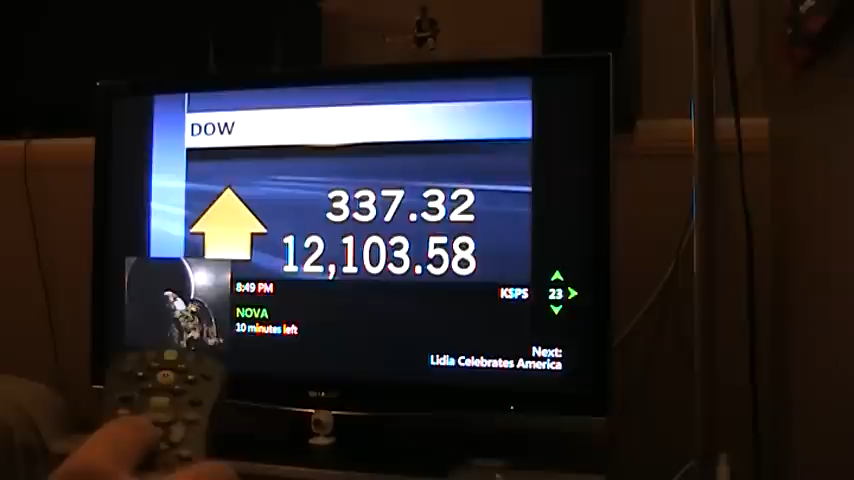 DOW
337.32
12,103.58
8:49 PM
KSPS
23
NOVA
10 minutes left
Next:
Lidia Celebrates America